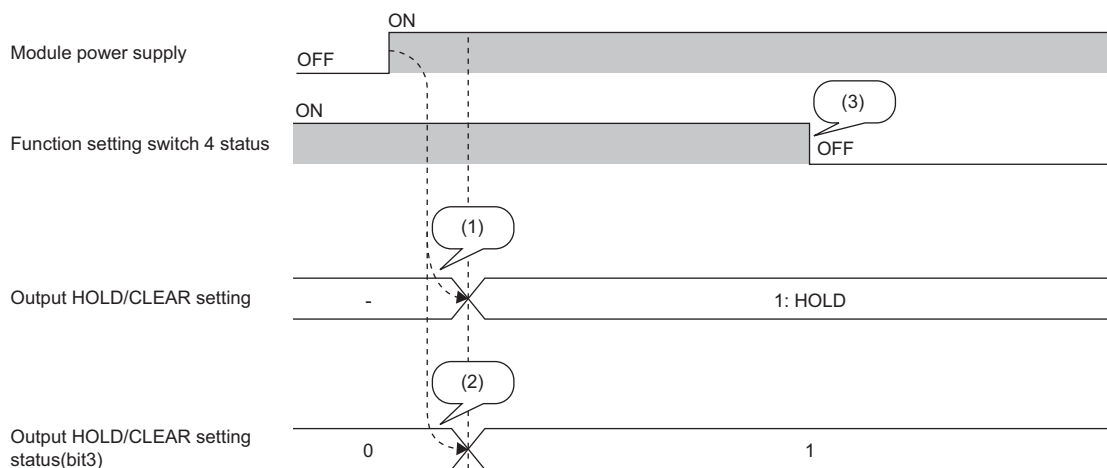 ON
Module power supply
OFF
ON
(3)
Function setting switch 4 status
OFF
(1)
Output HOLD/CLEAR setting
-
1: HOLD
(2)
Output HOLD/CLEAR setting
status(bit3)
0
1